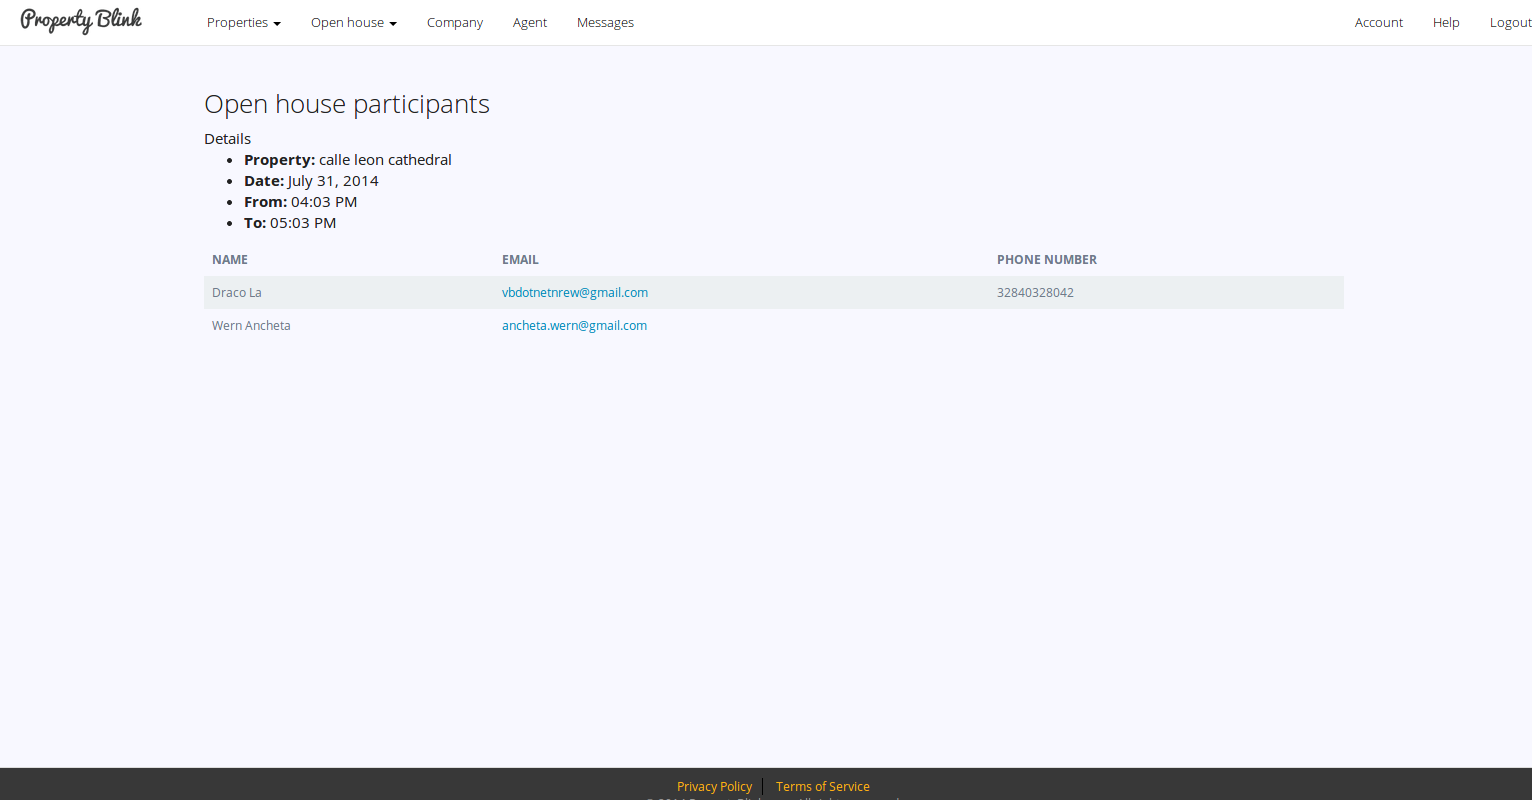 Property Blink Properties Open house Company Agent Messages Account Help Logout
Open house participants
Details
• Property: calle leon cathedral
• Date: July 31, 2014
• From: 04:03 PM
• To: 05:03 PM
NAME EMAIL PHONE NUMBER
Draco La vbdotnetnrew@gmail.com 32840328042
Wern Ancheta ancheta.wern@gmail.com
Privacy Policy Terms of Service